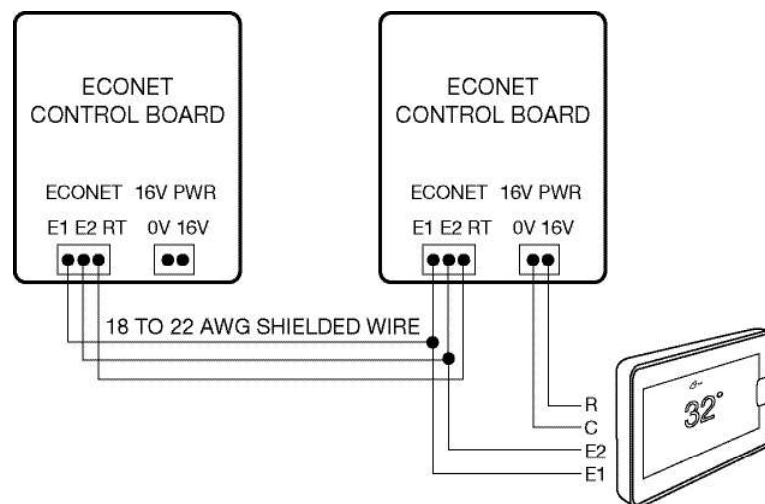 ECONET
CONTROL BOARD
ECONET 16V PWR
E1 E2 RT 0V 16V
ECONET
CONTROL BOARD
ECONET 16V PWR
E1 E2 RT 0V 16V
18 TO 22 AWG SHIELDED WIRE
R
C
E2
E1
32°